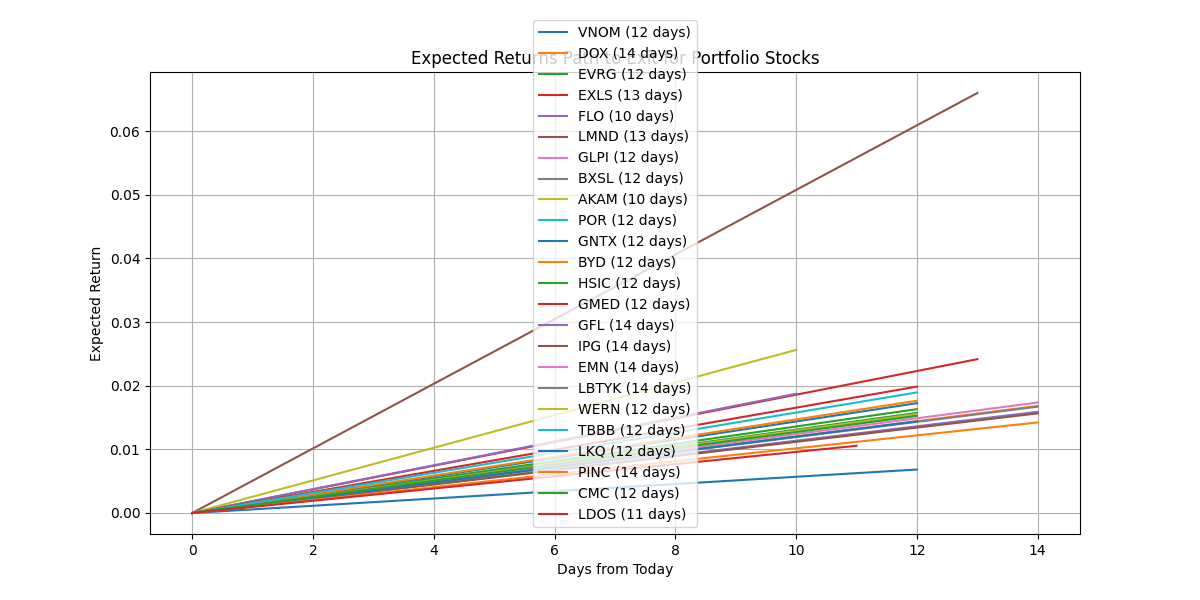 Expected Returns Path to Exit for Portfolio Stocks
VNOM (12 days)
DOX (14 days)
EVRG (12 days)
EXLS (13 days)
FLO (10 days)
LMND (13 days)
GLPI (12 days)
BXSL (12 days)
AKAM (10 days)
POR (12 days)
GNTX (12 days)
BYD (12 days)
HSIC (12 days)
GMED (12 days)
GFL (14 days)
IPG (14 days)
EMN (14 days)
LBTYK (14 days)
WERN (12 days)
TBBB (12 days)
LKQ (12 days)
PINC (14 days)
CMC (12 days)
LDOS (11 days)
Expected Return
0.06
0.05
0.04
0.03
0.02
0.01
0.00
0 2 4 6 8 10 12 14
Days from Today